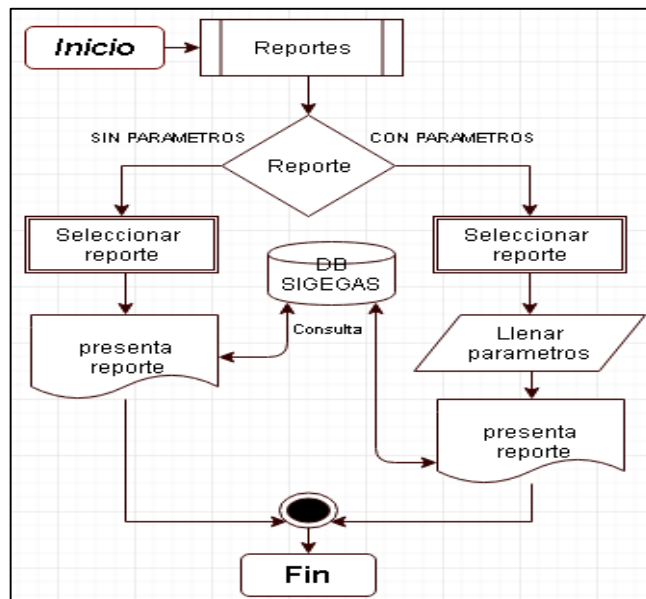 Inicio
Reportes
SIN PARAMETROS
CON PARAMETROS
Reporte
Seleccionar
reporte
Seleccionar
reporte
DB
SIGEGAS
Consulta
presenta
reporte
Llenar
parametros
presenta
reporte
Fin